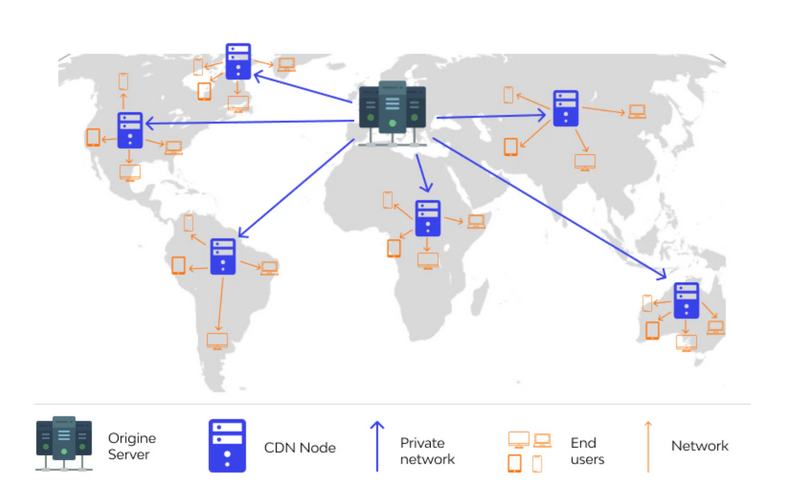 Origine
Server
CDN Node
Private
network
End
users
Network